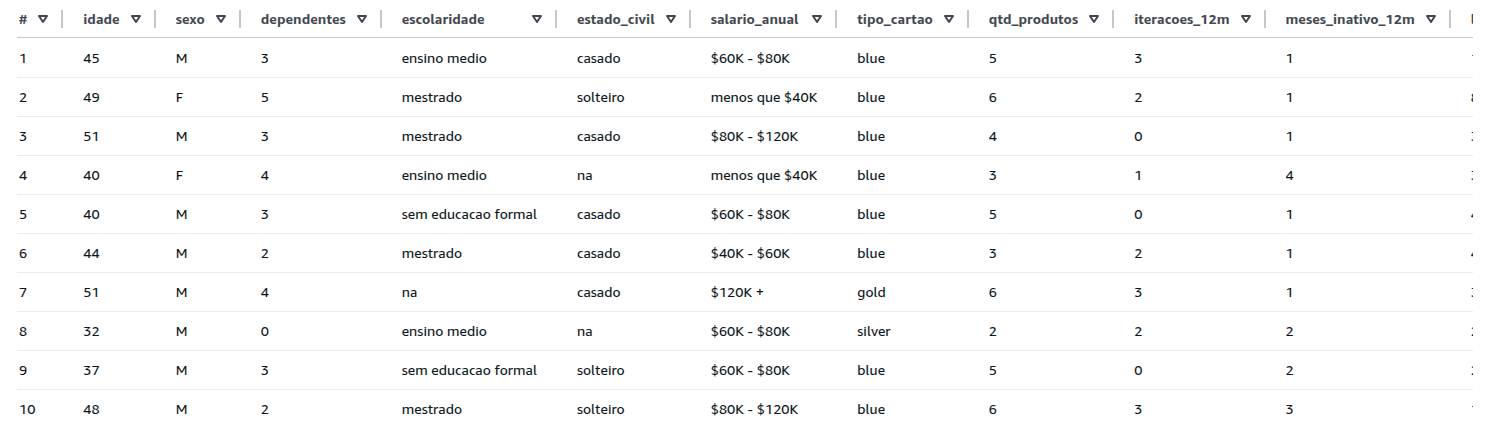 # idade sexo dependentes escolaridade estado_civil salario_anual tipo_cartao qtd_produtos iteracoes_12m meses_inativo_12m
1 45 M 3 ensino medio casado $60K - $80K blue 5 3 1
2 49 F 5 mestrado solteiro menos que $40K blue 6 2 1
3 51 M 3 mestrado casado $80K - $120K blue 4 0 1
4 40 F 4 ensino medio na menos que $40K blue 3 1 4
5 40 M 3 sem educacao formal casado $60K - $80K blue 5 0 1
6 44 M 2 mestrado casado $40K - $60K blue 3 2 1
7 51 M 4 na casado $120K + gold 6 3 1
8 32 M 0 ensino medio na $60K - $80K silver 2 2 2
9 37 M 3 sem educacao formal solteiro $60K - $80K blue 5 0 2
10 48 M 2 mestrado solteiro $80K - $120K blue 6 3 3